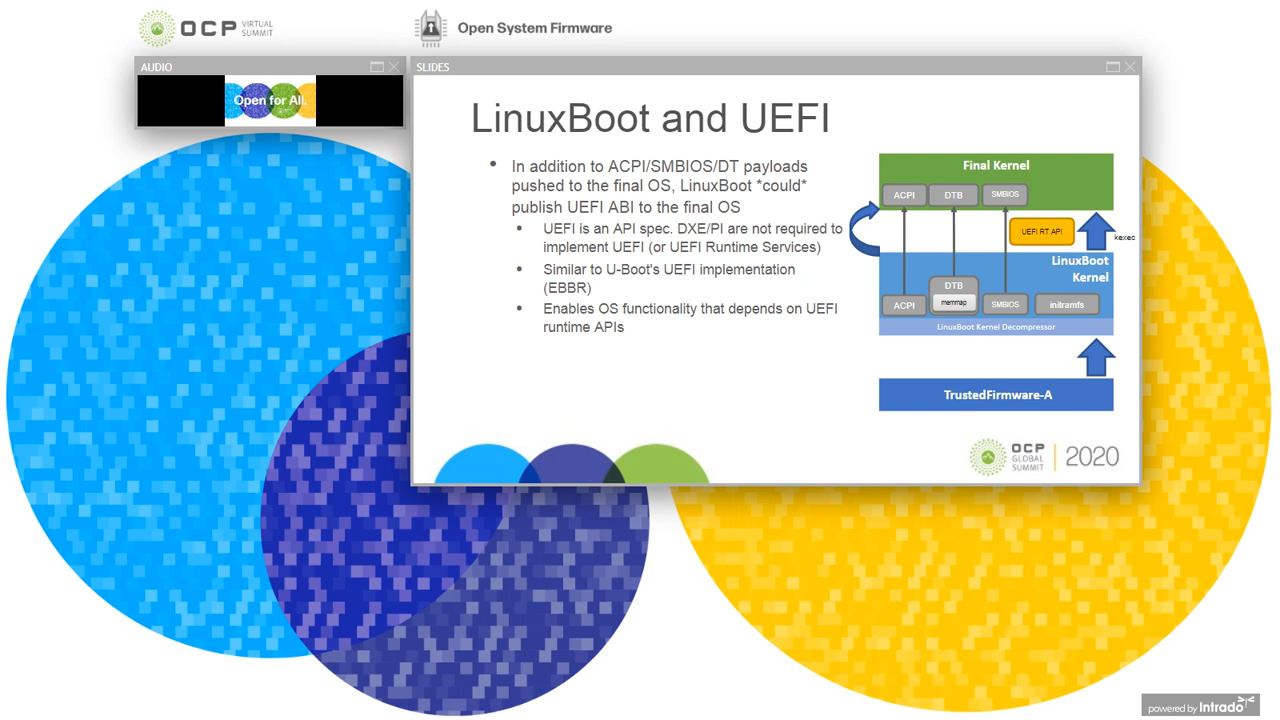 OCP VIRTUAL SUMMIT
Open System Firmware
AUDIO
Open for All.
SLIDES
LinuxBoot and UEFI
• In addition to ACPI/SMBIOS/DT payloads
pushed to the final OS, LinuxBoot *could*
publish UEFI ABI to the final OS
• UEFI is an API spec. DXE/PI are not required to
implement UEFI (or UEFI Runtime Services)
• Similar to U-Boot's UEFI implementation
(EBBR)
• Enables OS functionality that depends on UEFI
runtime APIs
Final Kernel
ACPI
DTB
SMBIOS
UEFI RT API
kexec
LinuxBoot
Kernel
DTB
memmap
ACPI
SMBIOS
initramfs
LinuxBoot Kernel Decompressor
TrustedFirmware-A
OCP
GLOBAL
SUMMIT
2020
powered by Intrado